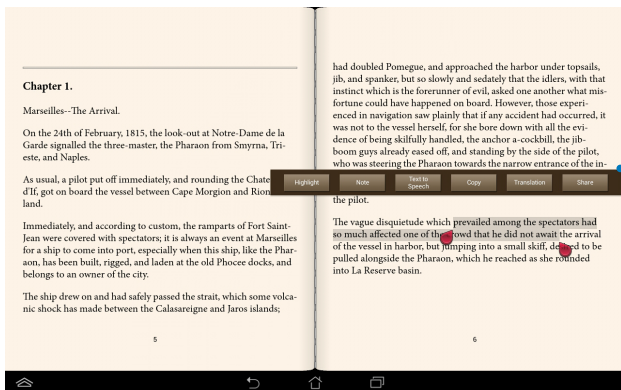 Chapter 1.
Marseilles--The Arrival.
On the 24th of February, 1815, the look-out at Notre-Dame de la
Garde signalled the three-master, the Pharaon from Smyrna, Tri-
este, and Naples.
As usual, a pilot put off immediately, and rounding the Chate
d'If, got on board the vessel between Cape Morgion and Rion
land.
Immediately, and according to custom, the ramparts of Fort Saint-
Jean were covered with spectators; it is always an event at Marseilles
for a ship to come into port, especially when this ship, like the Phar-
aon, has been built, rigged, and laden at the old Phocee docks, and
belongs to an owner of the city.
The ship drew on and had safely passed the strait, which some volca-
nic shock has made between the Calasareigne and Jaros islands;
5
had doubled Pomegue, and approached the harbor under topsails,
jib, and spanker, but so slowly and sedately that the idlers, with that
instinct which is the forerunner of evil, asked one another what mis-
fortune could have happened on board. However, those experi-
enced in navigation saw plainly that if any accident had occurred, it
was not to the vessel herself, for she bore down with all the evi-
dence of being skilfully handled, the anchor a-cockbill, the jib-
boom guys already eased off, and standing by the side of the pilot,
who was steering the Pharaon towards the narrow entrance of the in-
Highlight Note Text to Speech Copy Translation Share
the pilot.
The vague disquietude which prevailed among the spectators had
so much affected one of the crowd that he did not await the arrival
of the vessel in harbor, but jumping into a small skiff, desired to be
pulled alongside the Pharaon, which he reached as she rounded
into La Reserve basin.
6